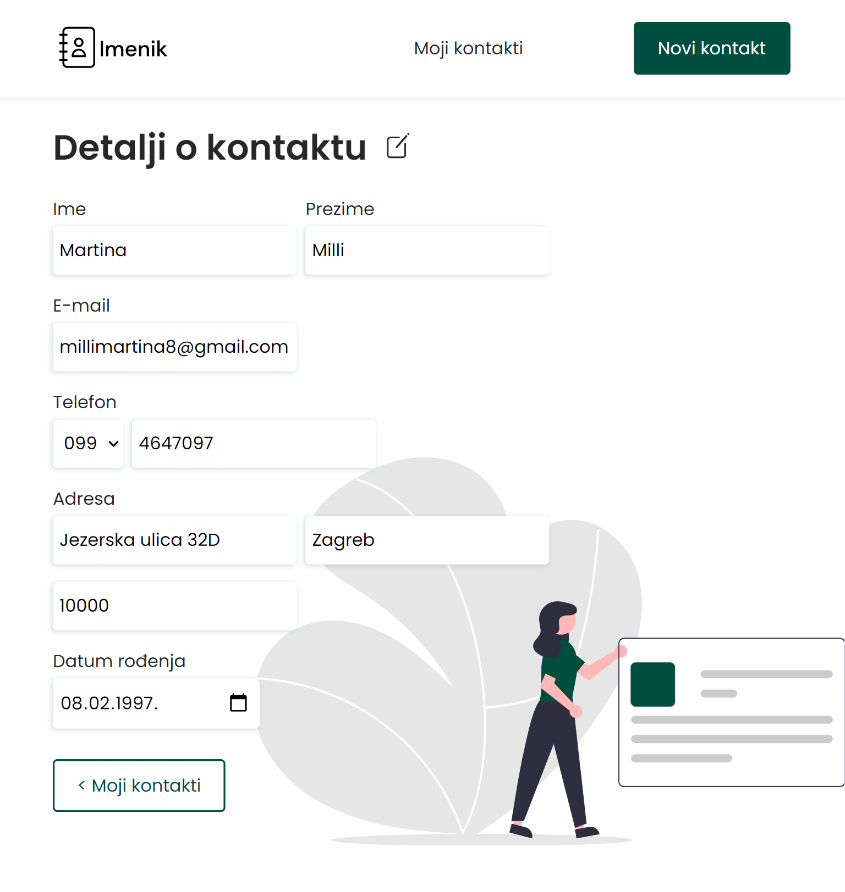 Imenik
Moji kontakti
Novi kontakt
Detalji o kontaktu
Ime
Prezime
Martina
Milli
E-mail
millimartina8@gmail.com
Telefon
099
4647097
Adresa
Jezerska ulica 32D
Zagreb
10000
Datum rođenja
08.02.1997.
< Moji kontakti